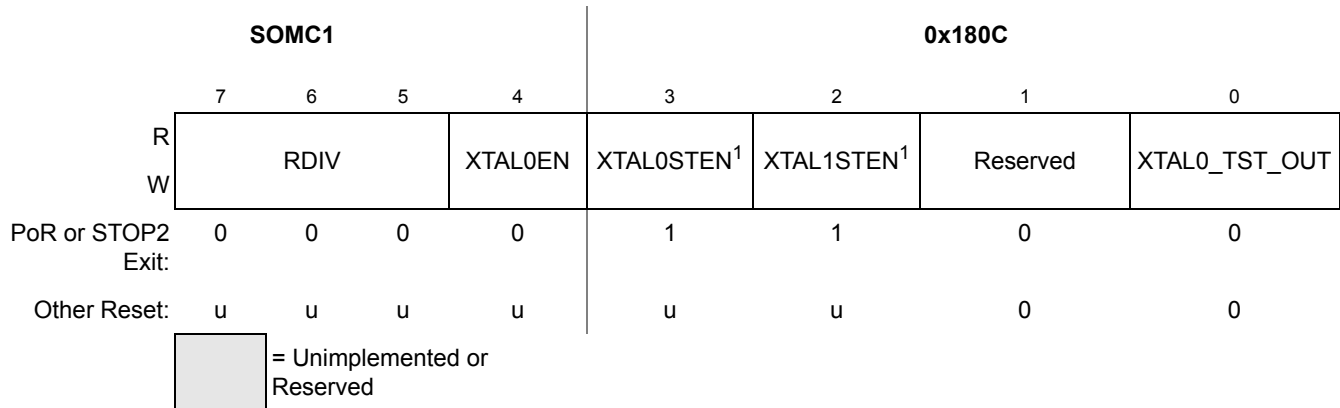 SOMC1 0x180C
7 6 5 4 3 2 1 0
R
W
RDIV XTAL0EN XTAL0STEN1 XTAL1STEN1 Reserved XTAL0_TST_OUT
PoR or STOP2
Exit:
0 0 0 0 1 1 0 0
Other Reset: u u u u u u 0 0
= Unimplemented or
Reserved